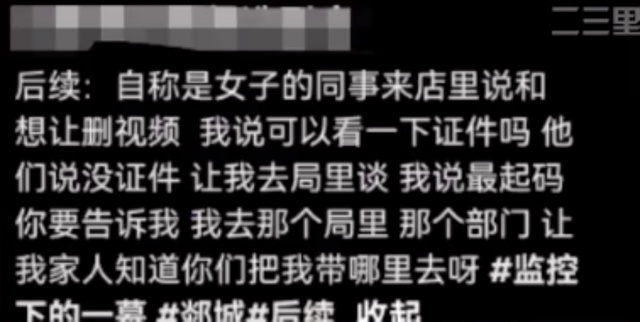 二三里
后续：自称是女子的同事来店里说和
想让删视频 我说可以看一下证件吗 他
们说没证件 让我去局里谈 我说最起码
你要告诉我 我去那个局里 那个部门 让
我家人知道你们把我带哪里去呀 #监控
下的一幕 #郯城#后续 收起